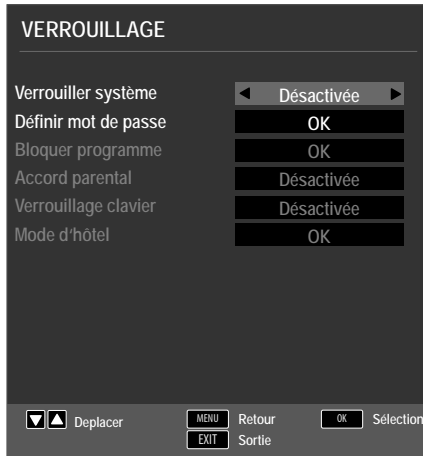 VERROUILLAGE
Verrouiller système Désactivée
Définir mot de passe OK
Bloquer programme OK
Accord parental Désactivée
Verrouillage clavier Désactivée
Mode d'hôtel OK
Deplacer MENU Retour OK Sélection
EXIT Sortie